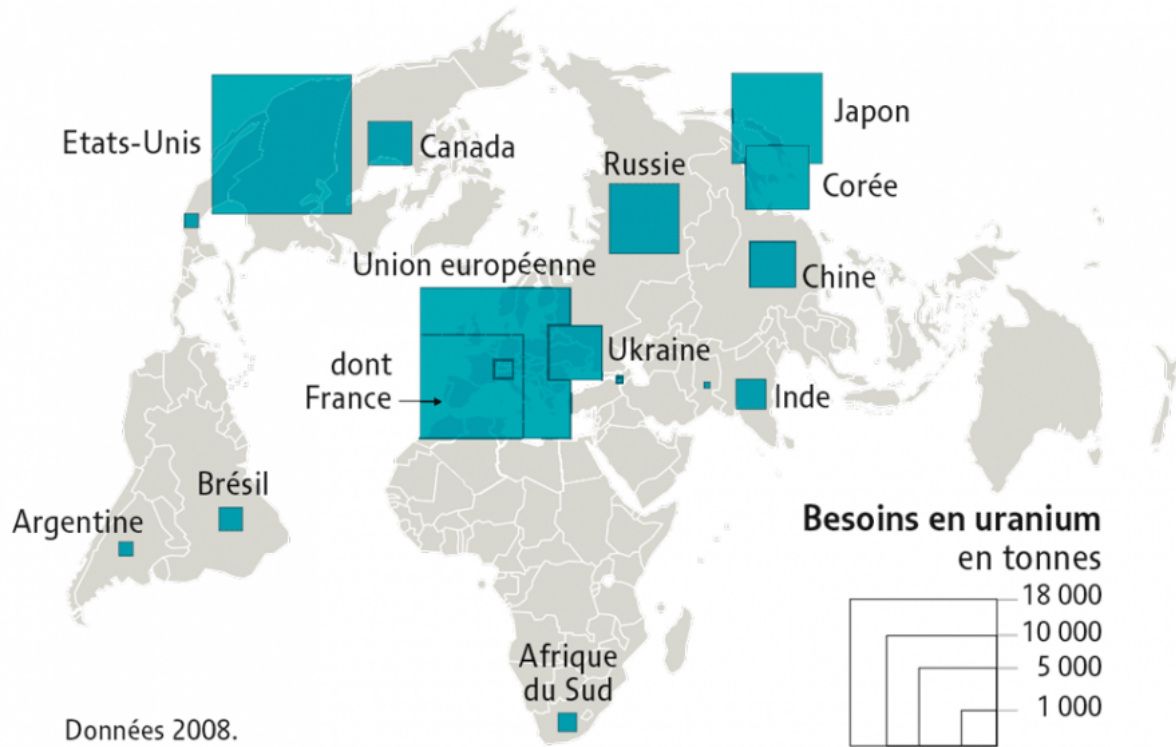 Japon
Etats-Unis
Canada
Russie
Corée
Union européenne
Chine
dont
France
Ukraine
Inde
Brésil
Argentine
Besoins en uranium
en tonnes
18 000
10 000
5 000
1 000
Afrique
du Sud
Données 2008.